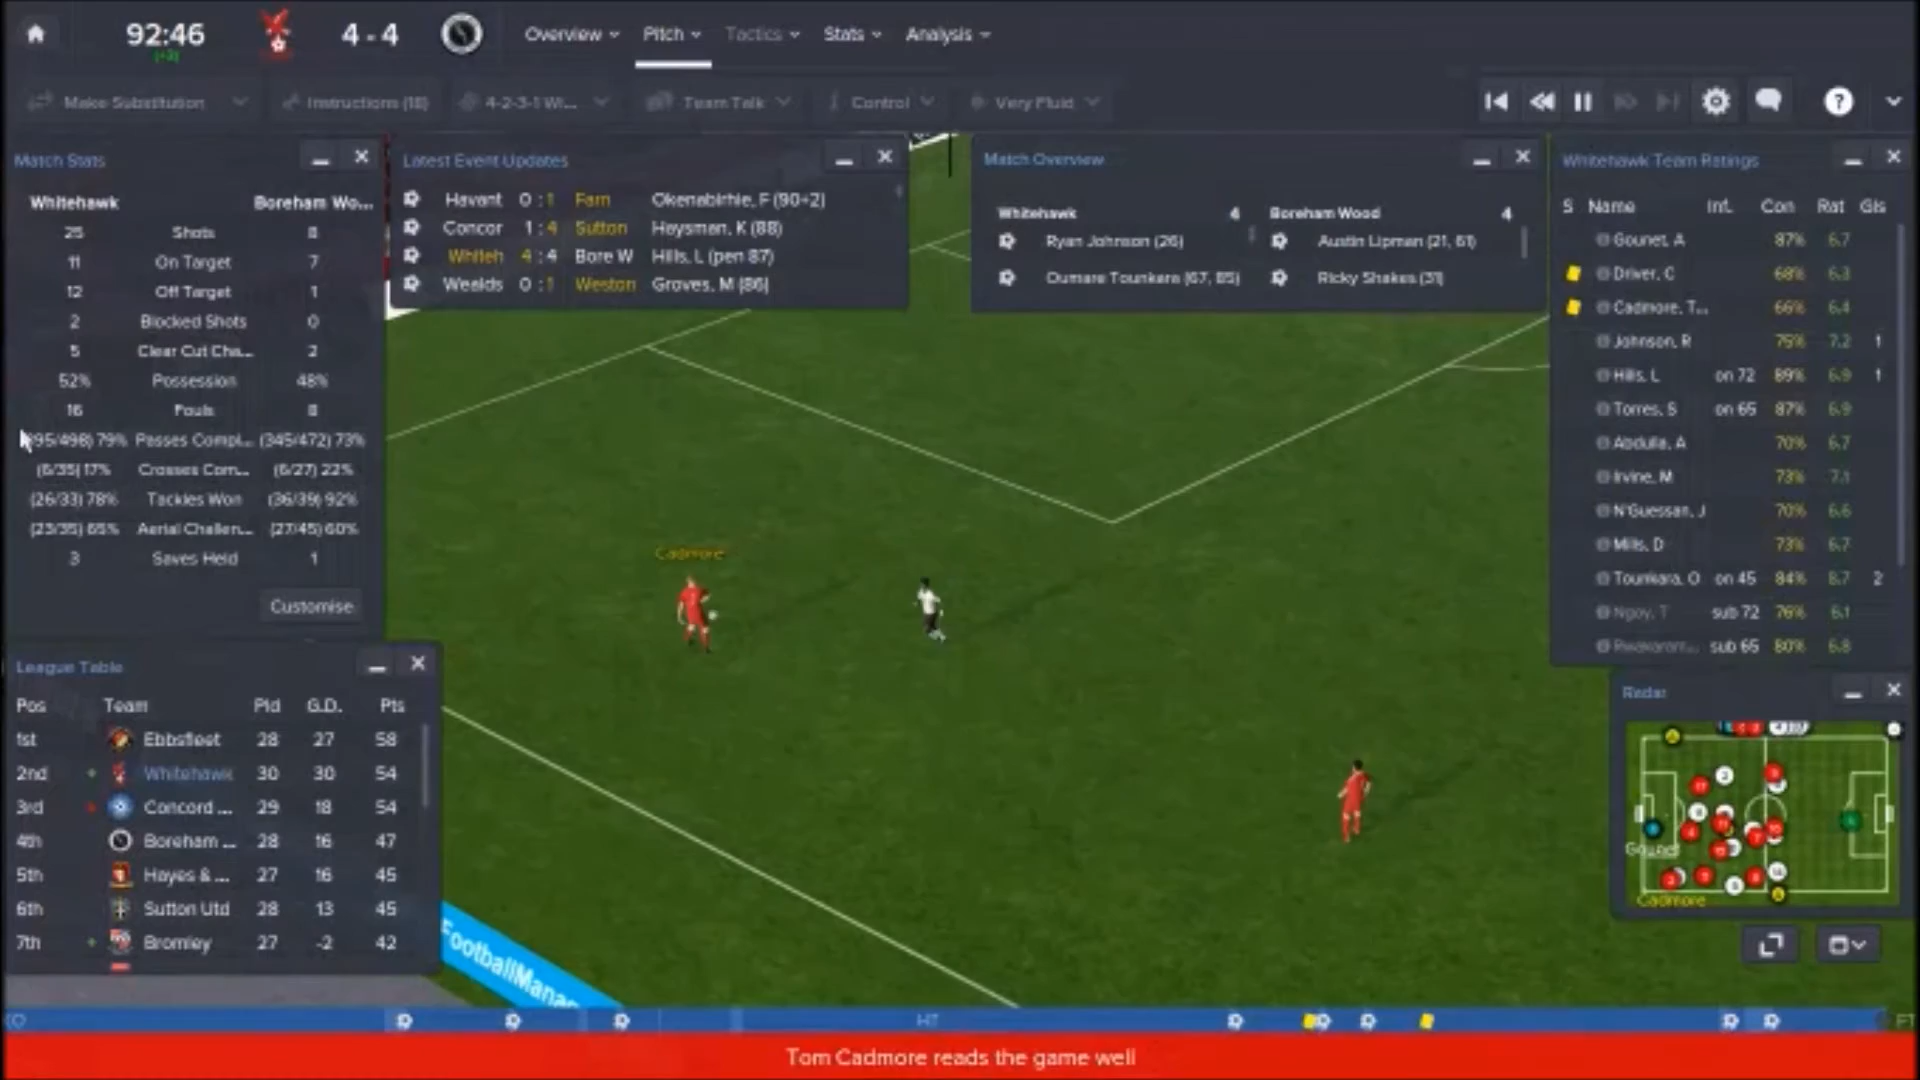 92:46
(+3)
4 - 4
Overview
Pitch
Tactics
Stats
Analysis
Make Substitution
Instructions (18)
4-2-3-1 Wi...
Team Talk
Control
Very Fluid
?
Match Stats
Whitehawk Boreham Wo...
25 Shots 8
11 On Target 7
12 Off Target 1
2 Blocked Shots 0
5 Clear Cut Cha... 2
52% Possession 48%
16 Fouls 8
395/498) 79% Passes Compl... (345/472) 73%
(6/35) 17% Crosses Com... (6/27) 22%
(26/33) 78% Tackles Won (36/39) 92%
(23/35) 65% Aerial Challen... (27/45) 60%
3 Saves Held 1
Customise
Latest Event Updates
Havant 0 : 1 Farn Okenabirhie, F (90+2)
Concor 1 : 4 Sutton Haysman, K (88)
Whiteh 4 : 4 Bore W Hills, L (pen 87)
Wealds 0 : 1 Weston Groves, M (86)
Match Overview
Whitehawk 4 Boreham Wood 4
Ryan Johnson (26) Austin Lipman (21, 61)
Oumare Tounkara (67, 85) Ricky Shakes (31)
Whitehawk Team Ratings
S Name Inf. Con Rat Gls
Gounet, A 87% 6.7
Driver, C 68% 6.3
Cadmore, T... 66% 6.4
Johnson, R 75% 7.2 1
Hills, L on 72 89% 6.9 1
Torres, S on 65 87% 6.9
Abdulla, A 70% 6.7
Irvine, M 73% 7.1
N'Guessan, J 70% 6.6
Mills, D 73% 6.7
Tounkara, O on 45 84% 8.7 2
Ngoy, T sub 72 76% 6.1
sub 65 80% 6.8
Cadmore
League Table
Pos Team Pld G.D. Pts
1st Ebbsfleet 28 27 58
2nd Whitehawk 30 30 54
3rd Concord ... 29 18 54
4th Boreham ... 28 16 47
5th Hayes & ... 27 16 45
6th Sutton Utd 28 13 45
7th Bromley 27 -2 42
Radar
Gounet
Cadmore
FootballManag
HT
FT
Tom Cadmore reads the game well